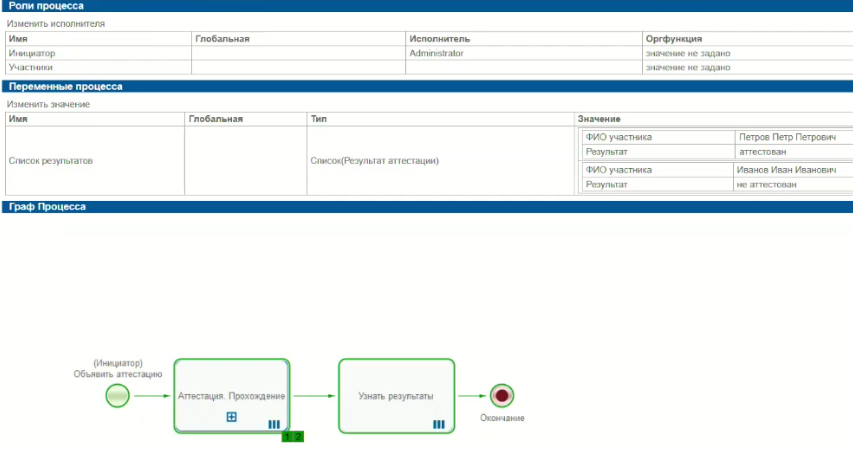 Роли процесса
Изменить исполнителя
Имя Глобальная Исполнитель Оргфункция
Инициатор Administrator значение не задано
Участники значение не задано
Переменные процесса
Изменить значение
Имя Глобальная Тип Значение
ФИО участника Петров Петр Петрович
Результат аттестован
Список результатов Список(Результат аттестации)
ФИО участника Иванов Иван Иванович
Результат не аттестован
Граф Процесса
(Инициатор)
Объявить аттестацию
Аттестация. Прохождение Узнать результаты
Окончание
1 2